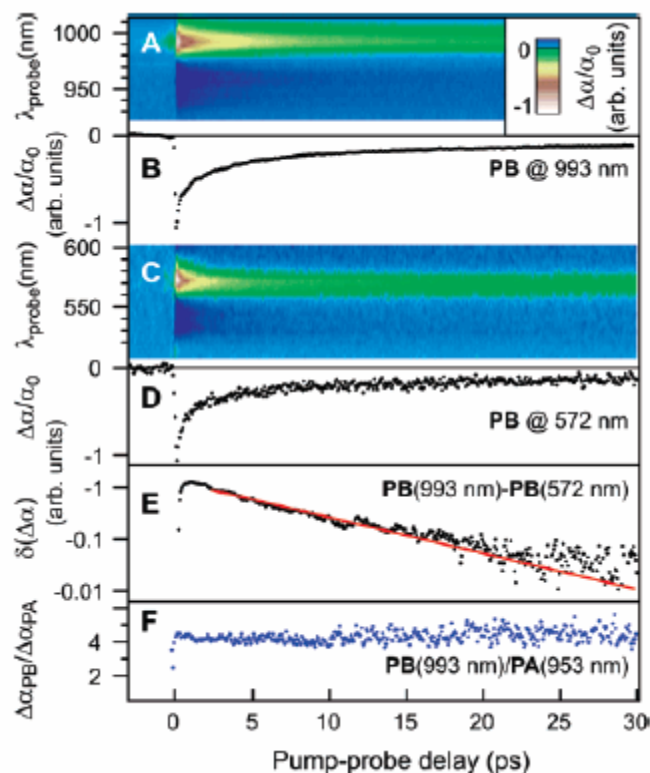 λprobe(nm)
1000
950
A
0
-1
Δα/α0
(arb. units)
Δα/α0
(arb. units)
0
-1
B
PB @ 993 nm
λprobe(nm)
600
550
C
Δα/α0
(arb. units)
0
-1
D
PB @ 572 nm
δ(Δα)
(arb. units)
-1
-0.1
-0.01
E
PB(993 nm)-PB(572 nm)
ΔαPB/ΔαPA
4
2
F
PB(993 nm)/PA(953 nm)
0 5 10 15 20 25 30
Pump-probe delay (ps)